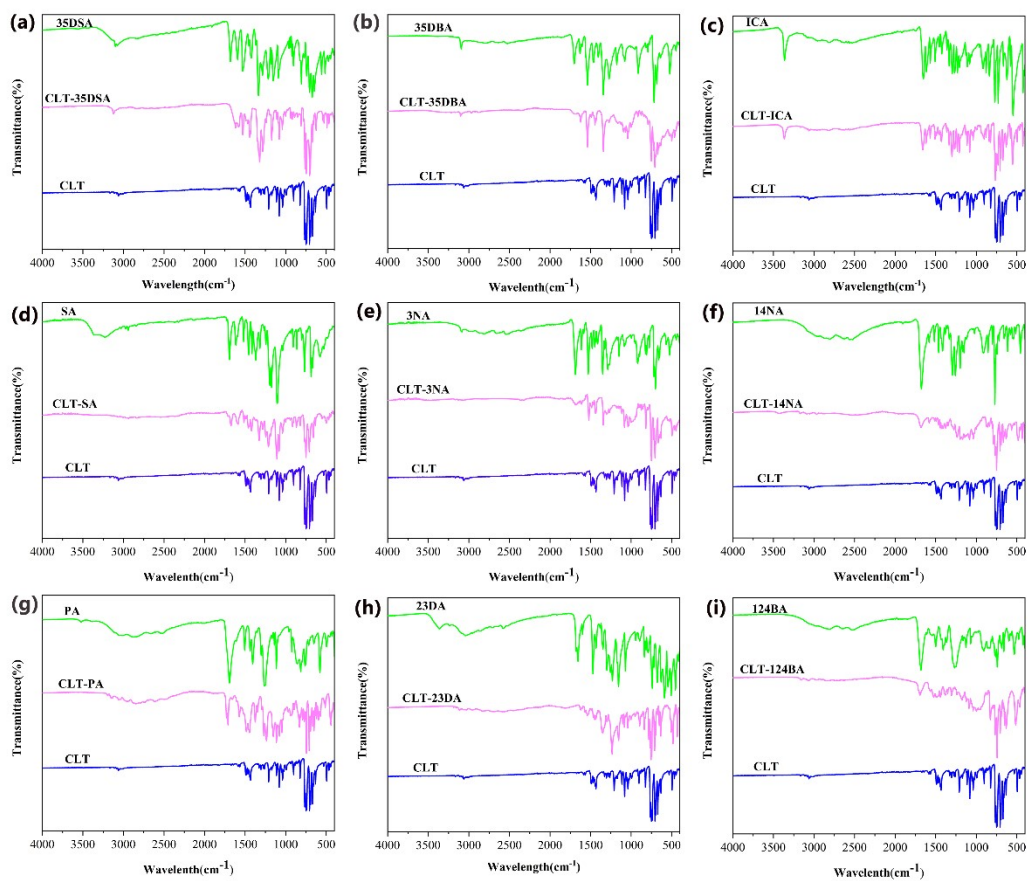 (a)
35DSA
CLT-35DSA
CLT
Transmittance(%)
4000 3500 3000 2500 2000 1500 1000 500
Wavelength(cm⁻¹)
(b)
35DBA
CLT-35DBA
CLT
Transmittance(%)
4000 3500 3000 2500 2000 1500 1000 500
Wavelength(cm⁻¹)
(c)
ICA
CLT-ICA
CLT
Transmittance(%)
4000 3500 3000 2500 2000 1500 1000 500
Wavelength(cm⁻¹)
(d)
SA
CLT-SA
CLT
Transmittance(%)
4000 3500 3000 2500 2000 1500 1000 500
Wavelenth(cm⁻¹)
(e)
3NA
CLT-3NA
CLT
Transmittance(%)
4000 3500 3000 2500 2000 1500 1000 500
Wavelenth(cm⁻¹)
(f)
14NA
CLT-14NA
CLT
Transmittance(%)
4000 3500 3000 2500 2000 1500 1000 500
Wavelenth(cm⁻¹)
(g)
PA
CLT-PA
CLT
Transmittance(%)
4000 3500 3000 2500 2000 1500 1000 500
Wavelenth(cm⁻¹)
(h)
23DA
CLT-23DA
CLT
Transmittance(%)
4000 3500 3000 2500 2000 1500 1000 500
Wavelenth(cm⁻¹)
(i)
124BA
CLT-124BA
CLT
Transmittance(%)
4000 3500 3000 2500 2000 1500 1000 500
Wavelenth(cm⁻¹)